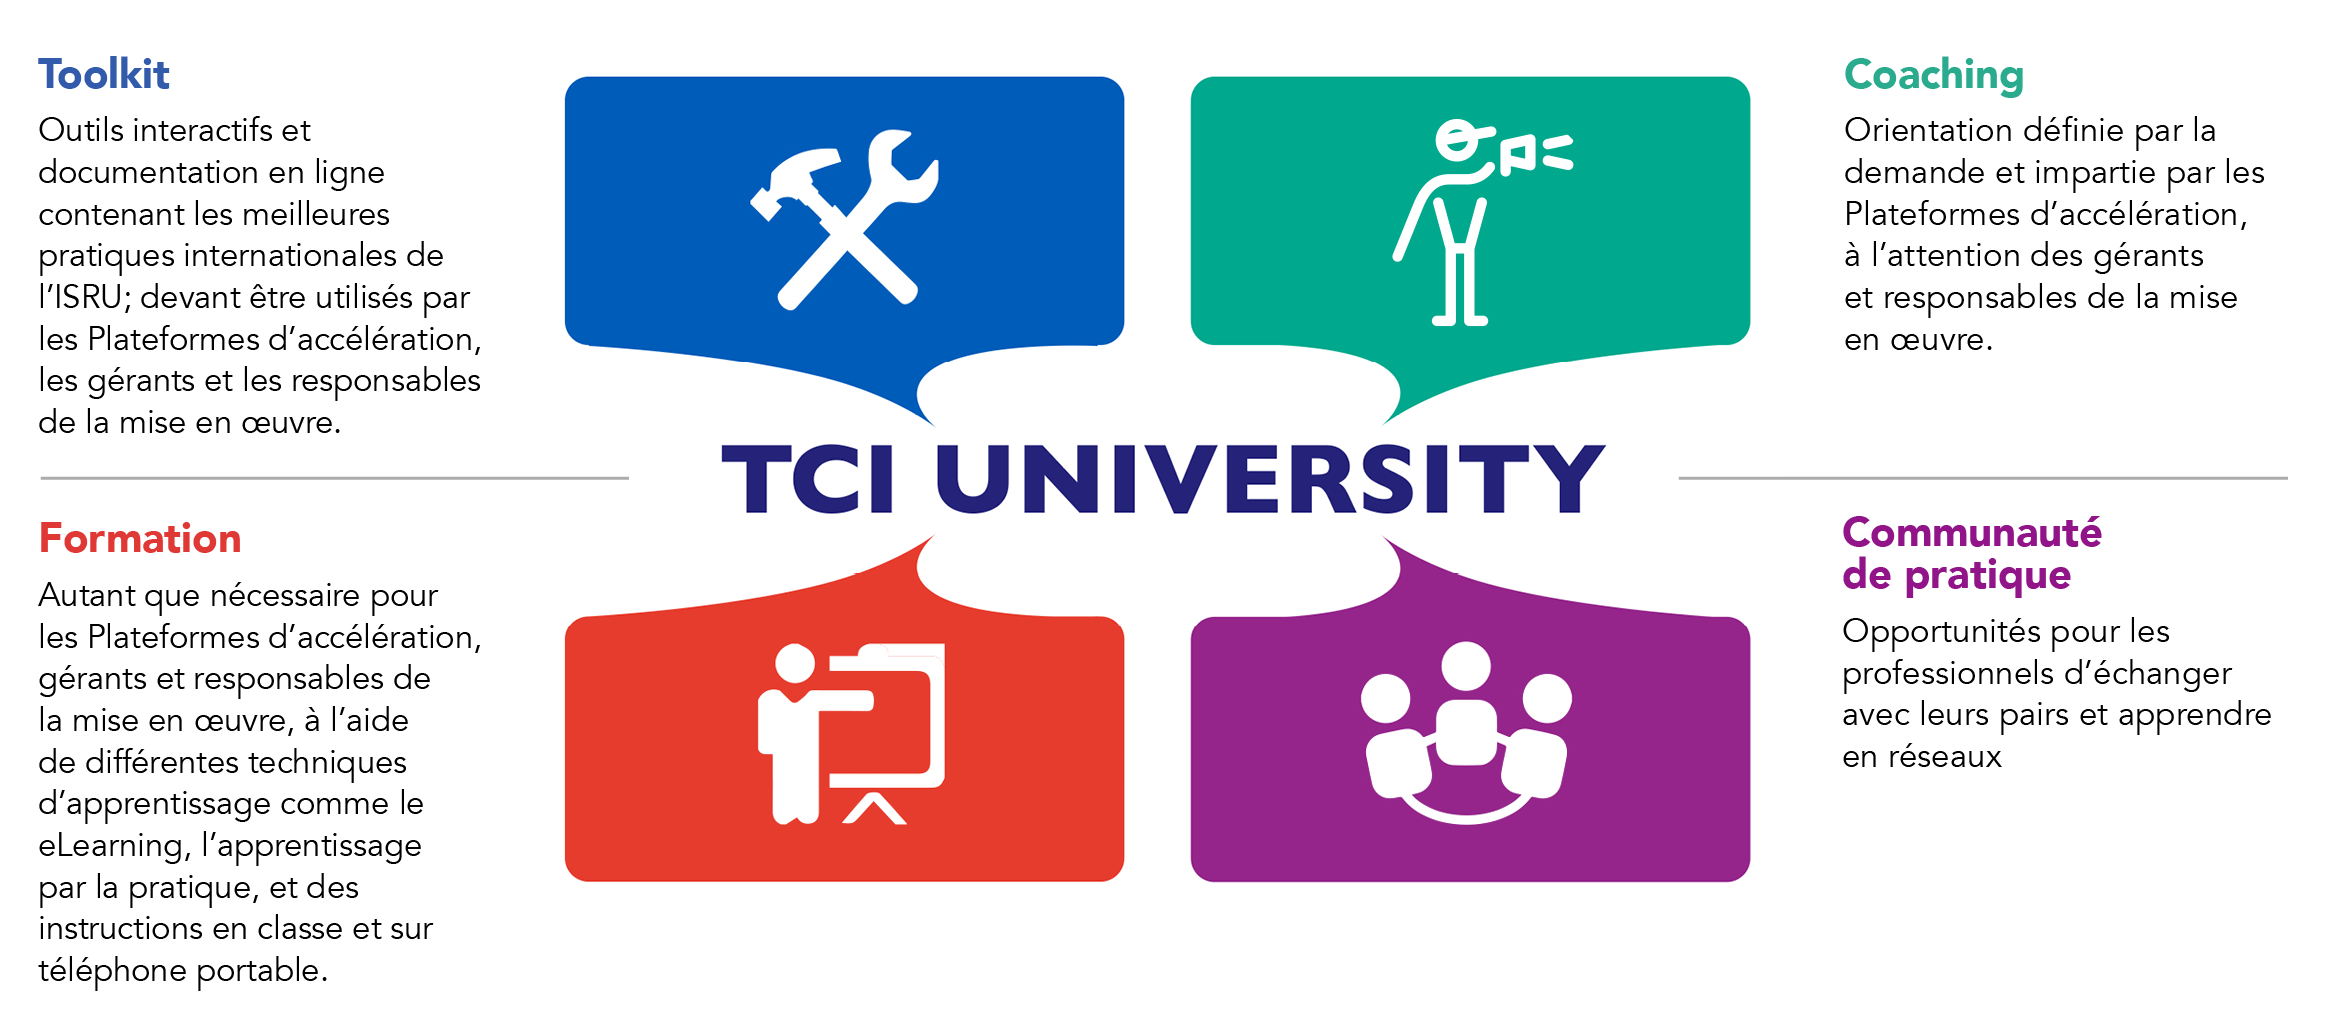 Toolkit
Outils interactifs et
documentation en ligne
contenant les meilleures
pratiques internationales de
l’ISRU; devant être utilisés par
les Plateformes d’accélération,
les gérants et les responsables
de la mise en œuvre.
Coaching
Orientation définie par la
demande et impartie par les
Plateformes d’accélération,
à l’attention des gérants
et responsables de la mise
en œuvre.
TCI UNIVERSITY
Formation
Autant que nécessaire pour
les Plateformes d’accélération,
gérants et responsables de
la mise en œuvre, à l’aide
de différentes techniques
d’apprentissage comme le
eLearning, l’apprentissage
par la pratique, et des
instructions en classe et sur
téléphone portable.
Communauté
de pratique
Opportunités pour les
professionnels d’échanger
avec leurs pairs et apprendre
en réseaux